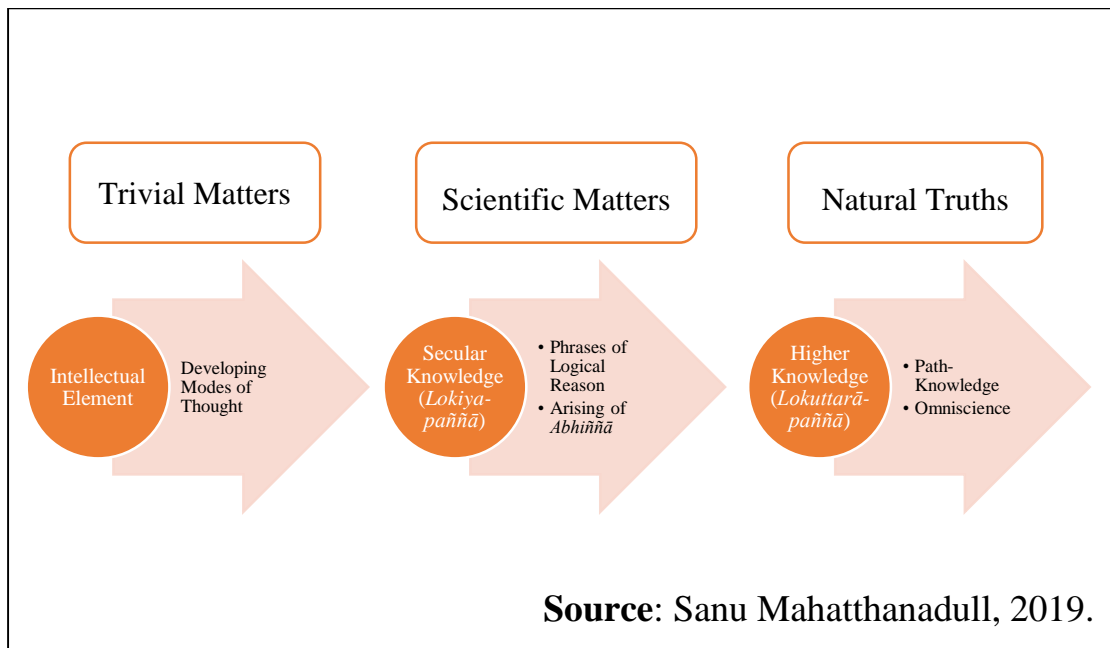 Trivial Matters
Scientific Matters
Natural Truths
Intellectual
Element
Developing
Modes of
Thought
Secular
Knowledge
(Lokiya-
paññā)
• Phrases of
Logical
Reason
• Arising of
Abhiññā
Higher
Knowledge
(Lokuttarā-
paññā)
• Path-
Knowledge
• Omniscience
Source: Sanu Mahatthanadull, 2019.